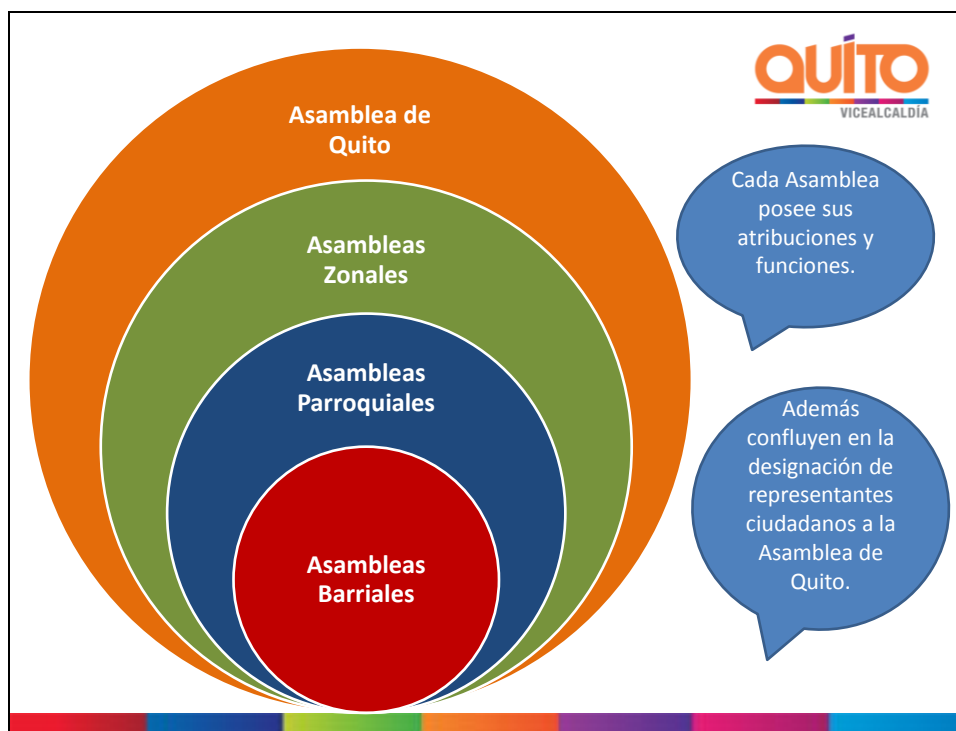 QUÍTO
VICEALCALDÍA
Asamblea de
Quito
Asambleas
Zonales
Asambleas
Parroquiales
Asambleas
Barriales
Cada Asamblea
posee sus
atribuciones y
funciones.
Además
confluyen en la
designación de
representantes
ciudadanos a la
Asamblea de
Quito.